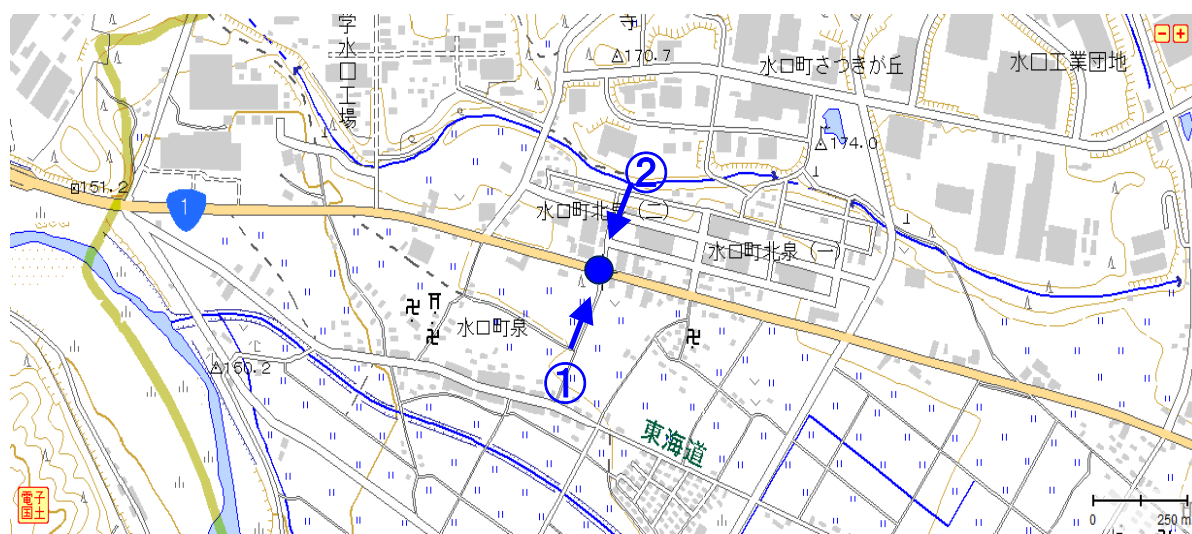 学水口工場
寺
△170.7
水口町さつきが丘
水口工業団地
△174.0
151.2
1
②
水口町北泉(二)
水口町北泉(一)
水口町泉
△150.2
①
東海道
電子
国土
0 250 m